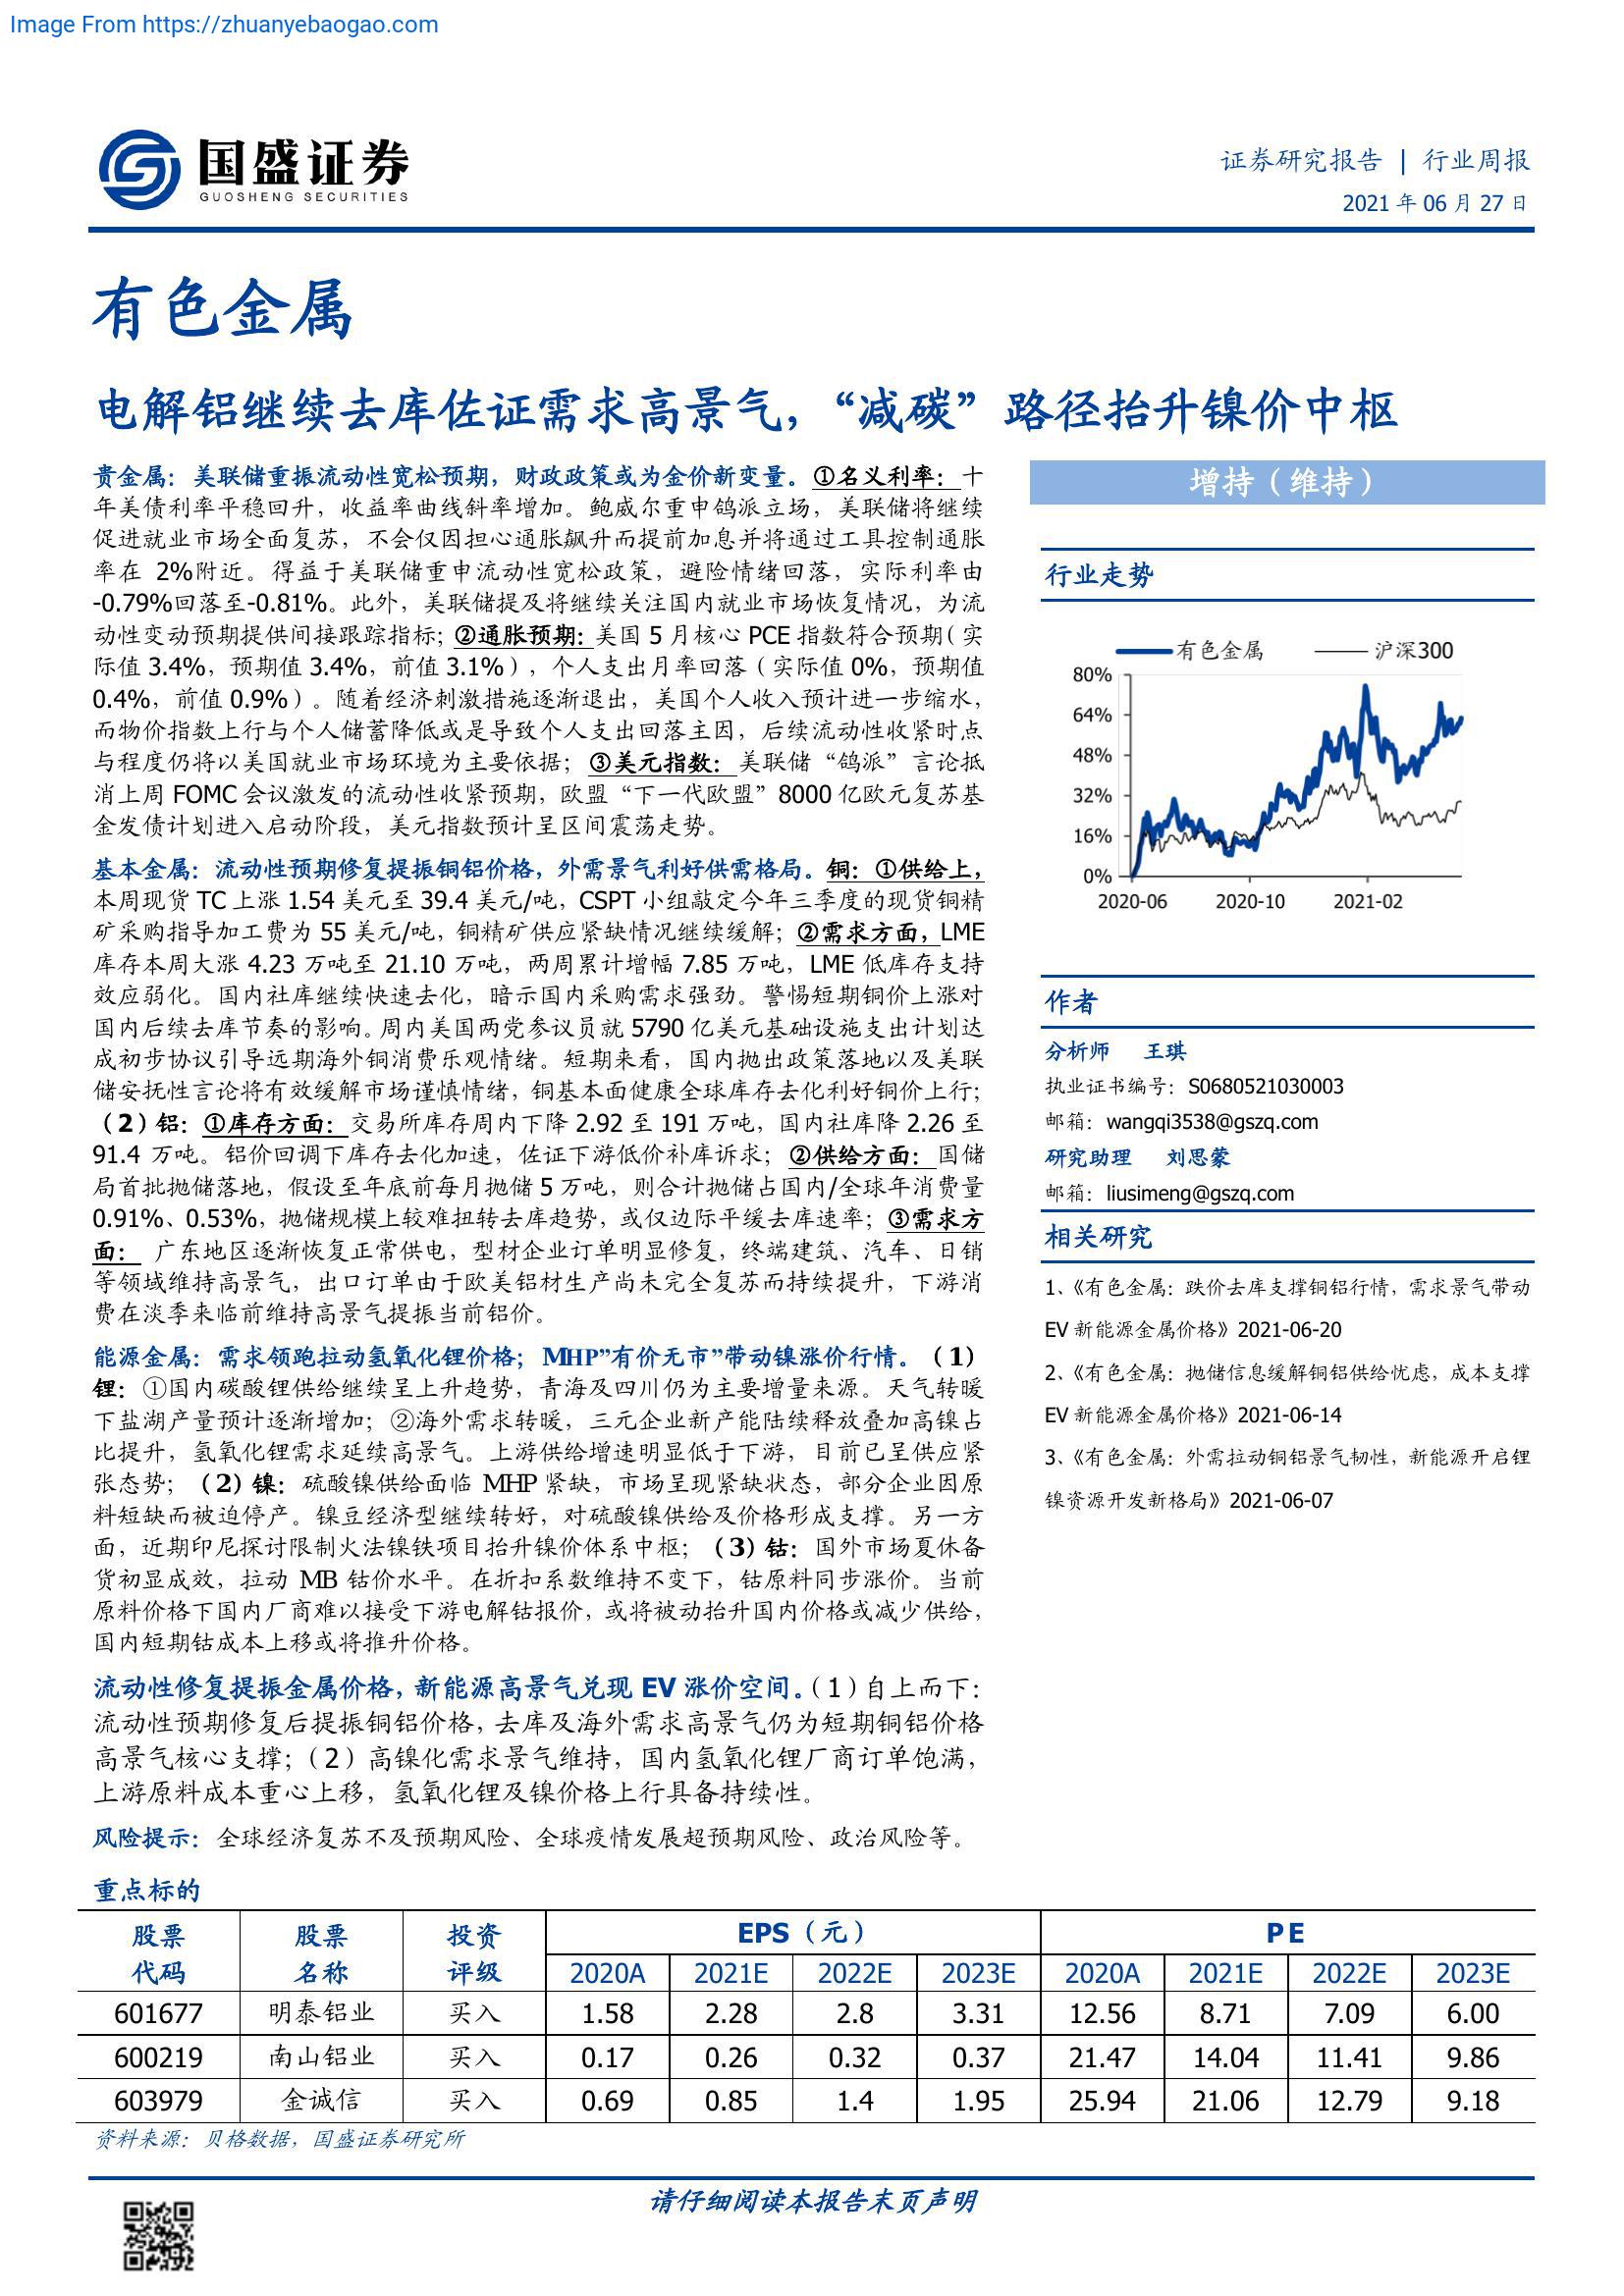 Image From https://zhuanyebaogao.com
国盛证券
GUOSHENG SECURITIES
证券研究报告 | 行业周报
2021 年 06 月 27 日
有色金属
电解铝继续去库佐证需求高景气，“减碳”路径抬升镍价中枢
贵金属：美联储重振流动性宽松预期，财政政策或为金价新变量。①名义利率：十
年美债利率平稳回升，收益率曲线斜率增加。鲍威尔重申鸽派立场，美联储将继续
促进就业市场全面复苏，不会仅因担心通胀飙升而提前加息并将通过工具控制通胀
率在 2%附近。得益于美联储重申流动性宽松政策，避险情绪回落，实际利率由
-0.79%回落至-0.81%。此外，美联储提及将继续关注国内就业市场恢复情况，为流
动性变动预期提供间接跟踪指标；②通胀预期：美国 5 月核心 PCE 指数符合预期（实
际值 3.4%，预期值 3.4%，前值 3.1%），个人支出月率回落（实际值 0%，预期值
0.4%，前值 0.9%）。随着经济刺激措施逐渐退出，美国个人收入预计进一步缩水，
而物价指数上行与个人储蓄降低或是导致个人支出回落主因，后续流动性收紧时点
与程度仍将以美国就业市场环境为主要依据；③美元指数：美联储“鸽派”言论抵
消上周 FOMC 会议激发的流动性收紧预期，欧盟“下一代欧盟”8000 亿欧元复苏基
金发债计划进入启动阶段，美元指数预计呈区间震荡走势。
基本金属：流动性预期修复提振铜铝价格，外需景气利好供需格局。铜：①供给上，
本周现货 TC 上涨 1.54 美元至 39.4 美元/吨，CSPT 小组敲定今年三季度的现货铜精
矿采购指导加工费为 55 美元/吨，铜精矿供应紧缺情况继续缓解；②需求方面，LME
库存本周大涨 4.23 万吨至 21.10 万吨，两周累计增幅 7.85 万吨，LME 低库存支持
效应弱化。国内社库继续快速去化，暗示国内采购需求强劲。警惕短期铜价上涨对
国内后续去库节奏的影响。周内美国两党参议员就 5790 亿美元基础设施支出计划达
成初步协议引导远期海外铜消费乐观情绪。短期来看，国内抛出政策落地以及美联
储安抚性言论将有效缓解市场谨慎情绪，铜基本面健康全球库存去化利好铜价上行；
（2）铝：①库存方面：交易所库存周内下降 2.92 至 191 万吨，国内社库降 2.26 至
91.4 万吨。铝价回调下库存去化加速，佐证下游低价补库诉求；②供给方面：国储
局首批抛储落地，假设至年底前每月抛储 5 万吨，则合计抛储占国内/全球年消费量
0.91%、0.53%，抛储规模上较难扭转去库趋势，或仅边际平缓去库速率；③需求方
面：广东地区逐渐恢复正常供电，型材企业订单明显修复，终端建筑、汽车、日销
等领域维持高景气，出口订单由于欧美铝材生产尚未完全复苏而持续提升，下游消
费在淡季来临前维持高景气提振当前铝价。
能源金属：需求领跑拉动氢氧化锂价格；MHP”有价无市”带动镍涨价行情。（1）
锂：①国内碳酸锂供给继续呈上升趋势，青海及四川仍为主要增量来源。天气转暖
下盐湖产量预计逐渐增加；②海外需求转暖，三元企业新产能陆续释放叠加高镍占
比提升，氢氧化锂需求延续高景气。上游供给增速明显低于下游，目前已呈供应紧
张态势；（2）镍：硫酸镍供给面临 MHP 紧缺，市场呈现紧缺状态，部分企业因原
料短缺而被迫停产。镍豆经济型继续转好，对硫酸镍供给及价格形成支撑。另一方
面，近期印尼探讨限制火法镍铁项目抬升镍价体系中枢；（3）钴：国外市场夏休备
货初显成效，拉动 MB 钴价水平。在折扣系数维持不变下，钴原料同步涨价。当前
原料价格下国内厂商难以接受下游电解钴报价，或将被动抬升国内价格或减少供给，
国内短期钴成本上移或将推升价格。
流动性修复提振金属价格，新能源高景气兑现 EV 涨价空间。（1）自上而下：
流动性预期修复后提振铜铝价格，去库及海外需求高景气仍为短期铜铝价格
高景气核心支撑；（2）高镍化需求景气维持，国内氢氧化锂厂商订单饱满，
上游原料成本重心上移，氢氧化锂及镍价格上行具备持续性。
风险提示：全球经济复苏不及预期风险、全球疫情发展超预期风险、政治风险等。
增持（维持）
行业走势
有色金属 沪深300
80%
64%
48%
32%
16%
0%
2020-06 2020-10 2021-02
作者
分析师 王琪
执业证书编号：S0680521030003
邮箱：wangqi3538@gszq.com
研究助理 刘思蒙
邮箱：liusimeng@gszq.com
相关研究
1、《有色金属：跌价去库支撑铜铝行情，需求景气带动
EV 新能源金属价格》2021-06-20
2、《有色金属：抛储信息缓解铜铝供给忧虑，成本支撑
EV 新能源金属价格》2021-06-14
3、《有色金属：外需拉动铜铝景气韧性，新能源开启锂
镍资源开发新格局》2021-06-07
重点标的
股票 股票 投资 EPS（元） P E
代码 名称 评级 2020A 2021E 2022E 2023E 2020A 2021E 2022E 2023E
601677 明泰铝业 买入 1.58 2.28 2.8 3.31 12.56 8.71 7.09 6.00
600219 南山铝业 买入 0.17 0.26 0.32 0.37 21.47 14.04 11.41 9.86
603979 金诚信 买入 0.69 0.85 1.4 1.95 25.94 21.06 12.79 9.18
资料来源：贝格数据，国盛证券研究所
请仔细阅读本报告末页声明